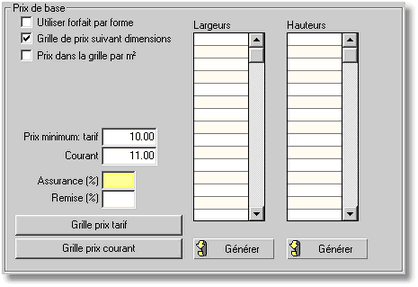 Prix de base
Utiliser forfait par forme
Grille de prix suivant dimensions
Prix dans la grille par m²
Largeurs
Hauteurs
Prix minimum: tarif 10.00
Courant 11.00
Assurance (%)
Remise (%)
Grille prix tarif
Grille prix courant
Générer
Générer